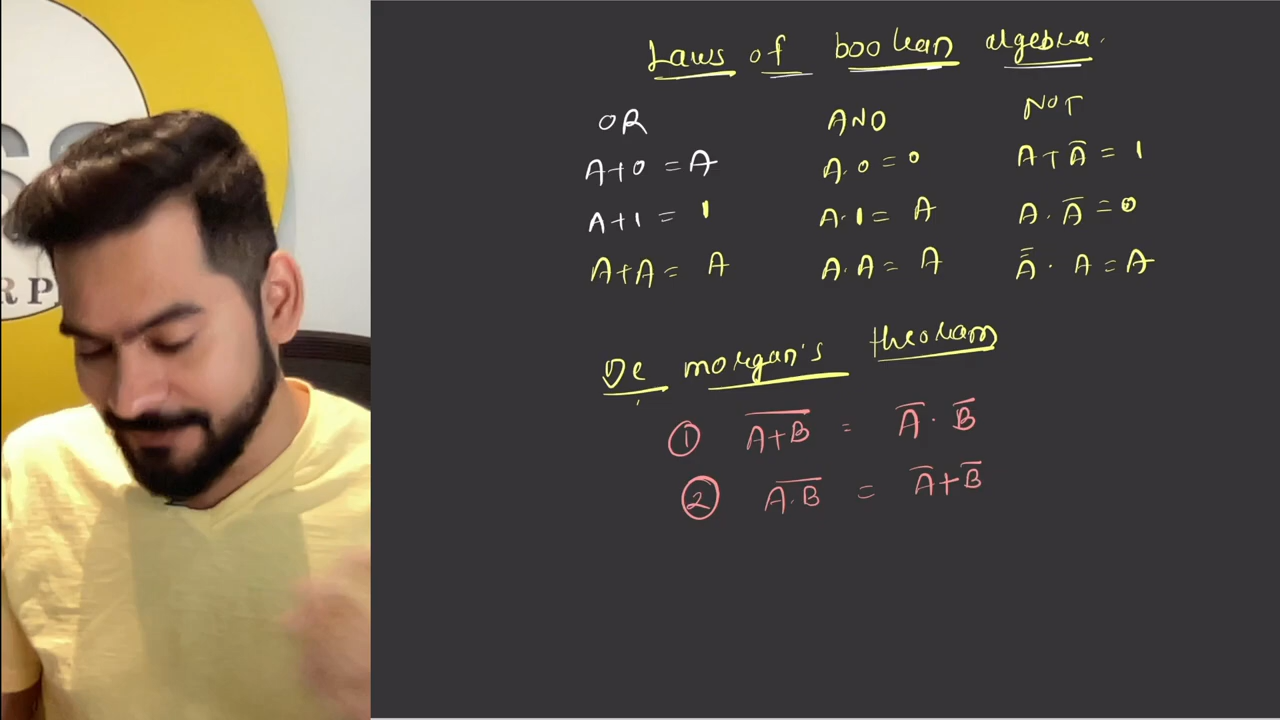 Laws of boolean algebra.
OR AND NOT
A+0 = A A.0 = 0 A+Ā = 1
A+1 = 1 A.1 = A A.Ā = 0
A+A = A A.A = A A̿ . A = A
De morgan's theoram
① A̅+̅B̅ = A̅ . B̅
② A̅.̅B̅ = A̅+B̅
R P